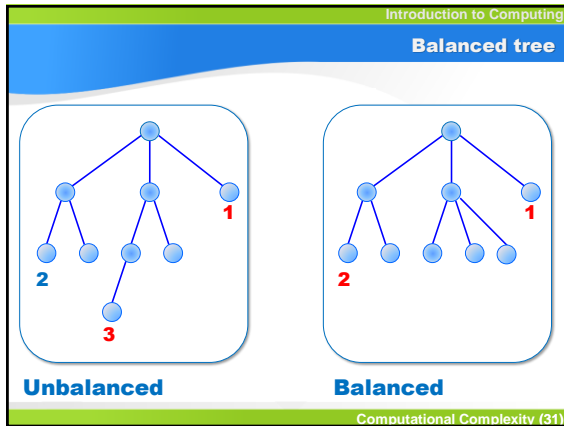 Introduction to Computing
Balanced tree
1
2
3
1
2
Unbalanced
Balanced
Computational Complexity (31)